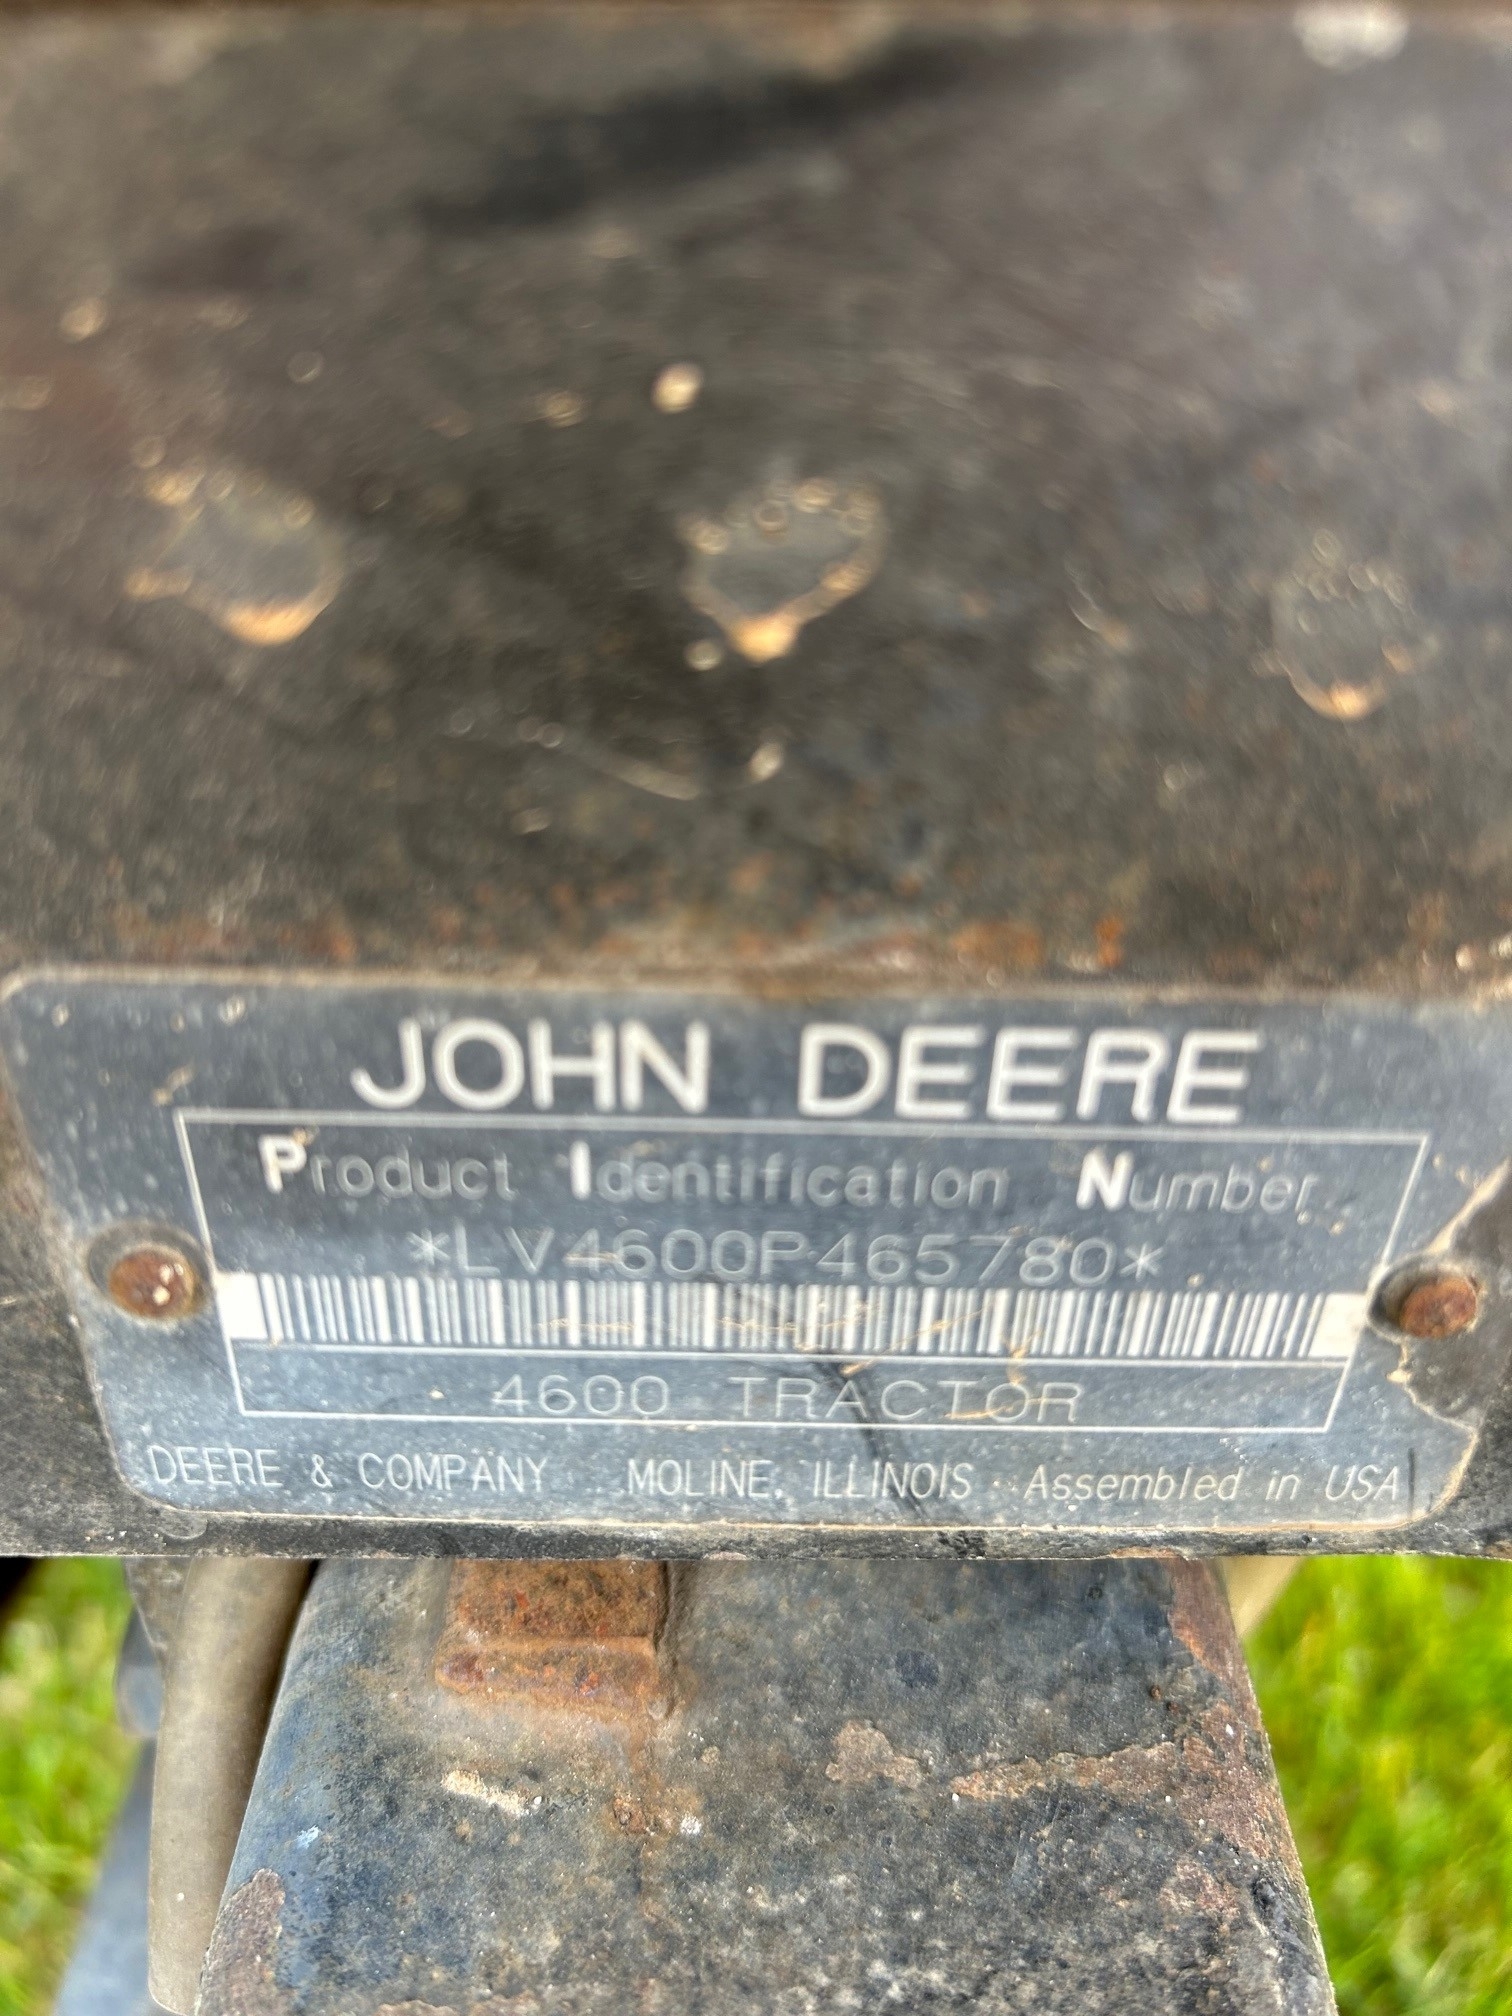 JOHN DEERE
Product Identification Number
*LV4600P465780*
4600 TRACTOR
DEERE & COMPANY MOLINE, ILLINOIS Assembled in USA